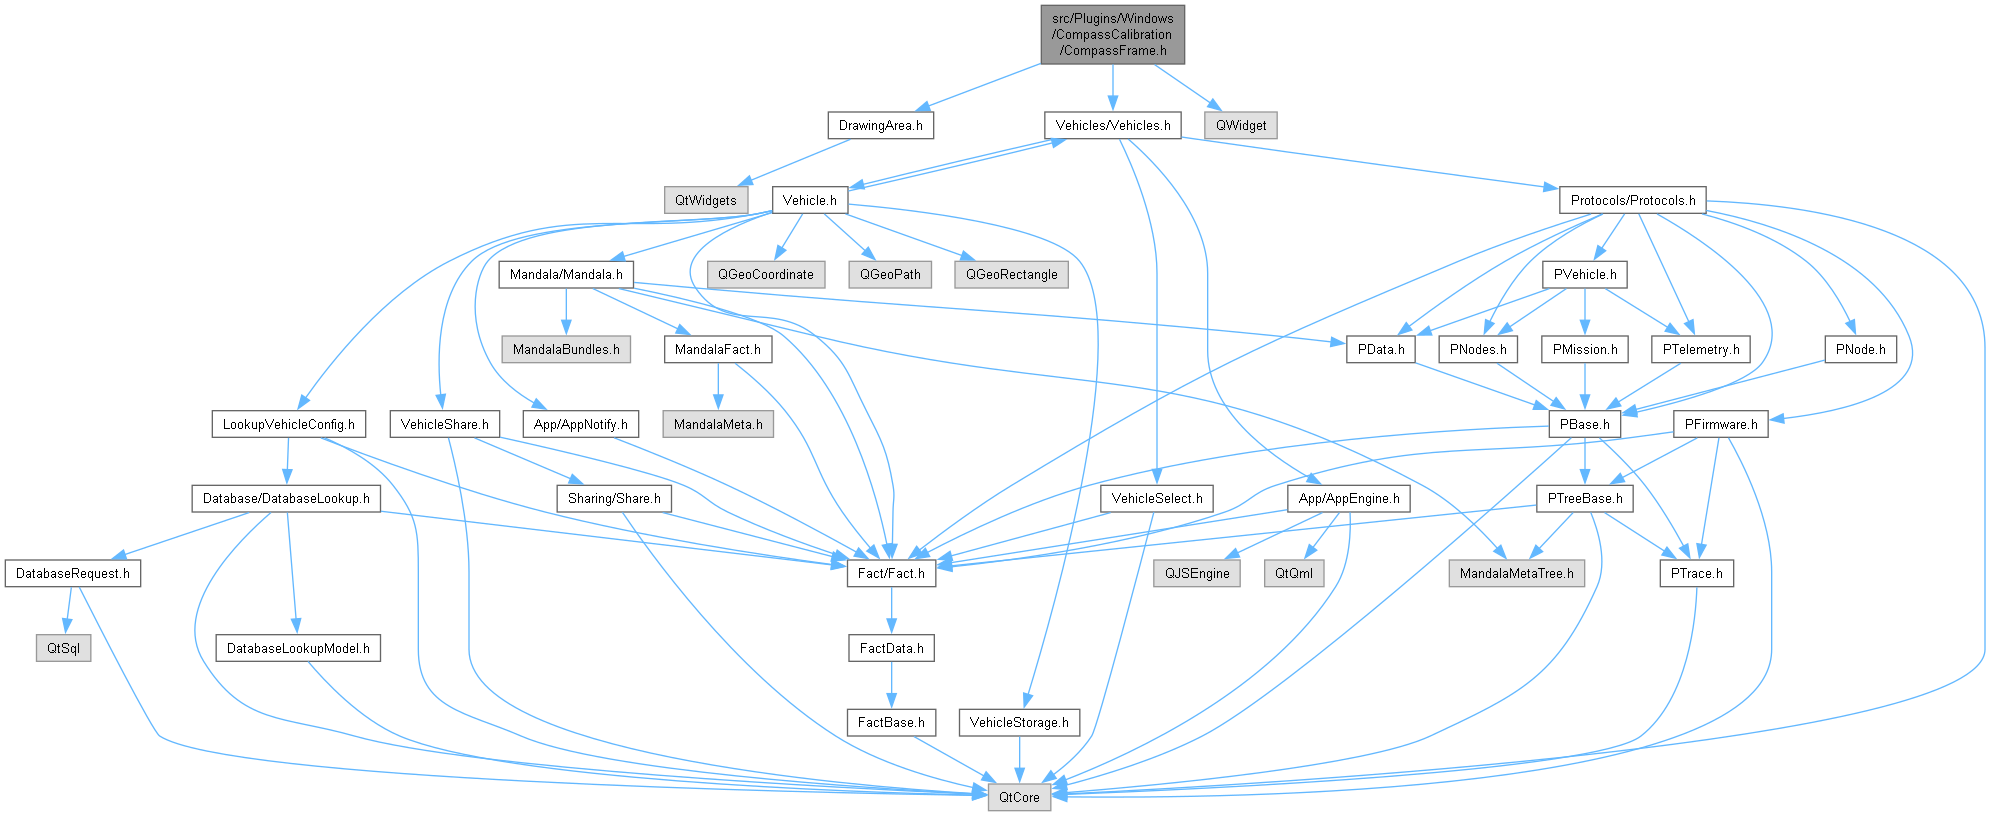 src/Plugins/Windows
/CompassCalibration
/CompassFrame.h
DrawingArea.h
Vehicles/Vehicles.h
QWidget
QtWidgets
Vehicle.h
Protocols/Protocols.h
Mandala/Mandala.h
QGeoCoordinate
QGeoPath
QGeoRectangle
PVehicle.h
MandalaBundles.h
MandalaFact.h
PData.h
PNodes.h
PMission.h
PTelemetry.h
PNode.h
LookupVehicleConfig.h
VehicleShare.h
App/AppNotify.h
MandalaMeta.h
PBase.h
PFirmware.h
Database/DatabaseLookup.h
Sharing/Share.h
VehicleSelect.h
App/AppEngine.h
PTreeBase.h
DatabaseRequest.h
Fact/Fact.h
QJSEngine
QtQml
MandalaMetaTree.h
PTrace.h
QtSql
DatabaseLookupModel.h
FactData.h
FactBase.h
VehicleStorage.h
QtCore